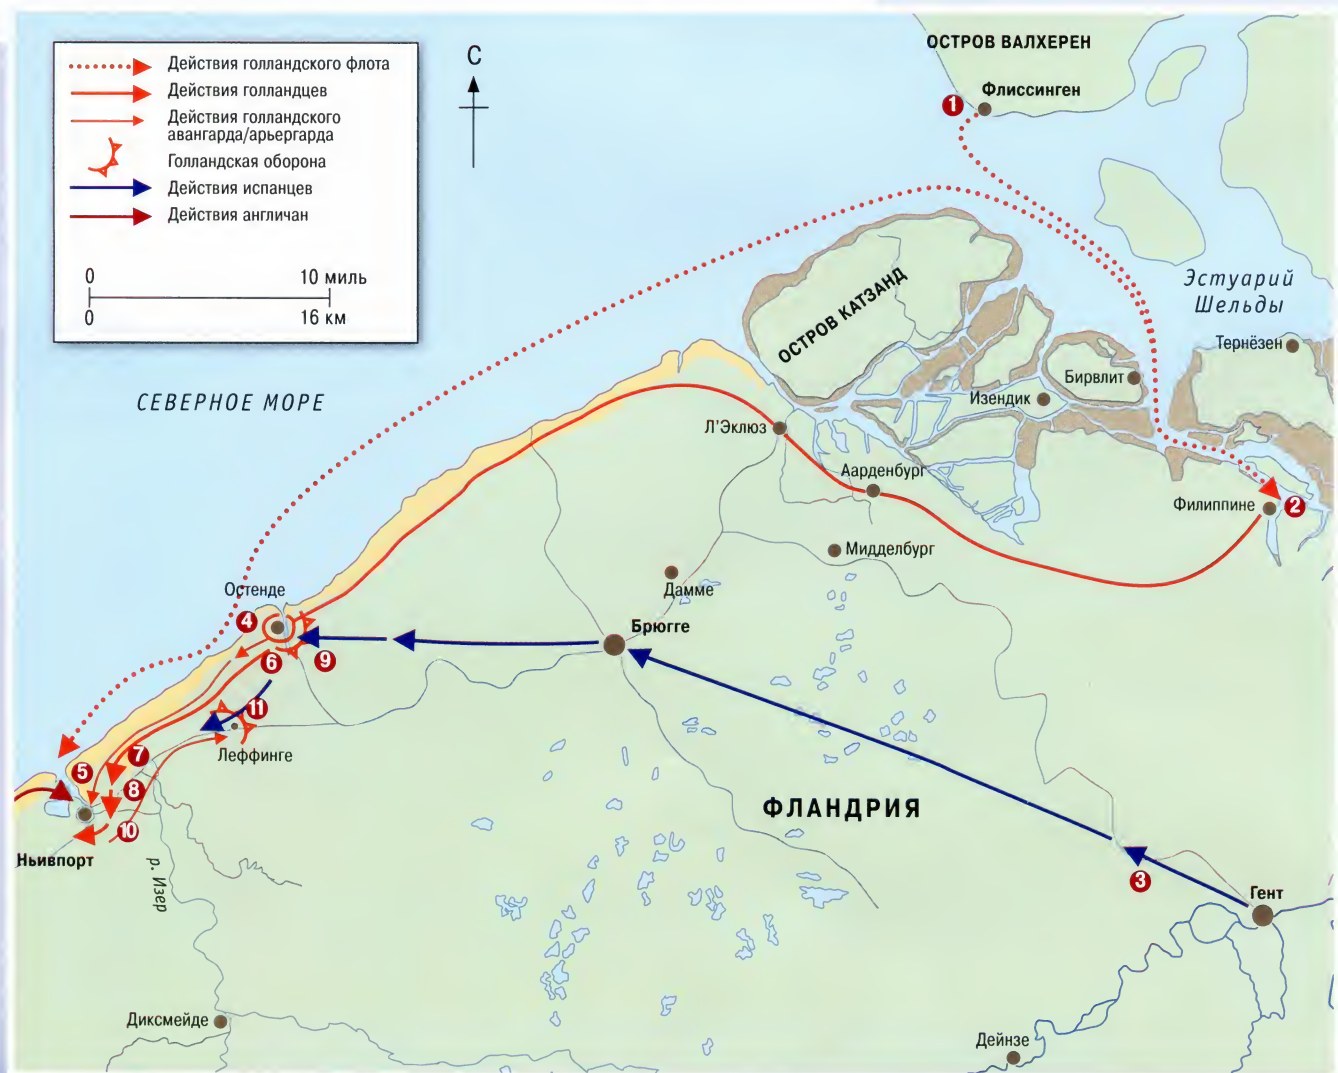 Действия голландского флота
Действия голландцев
Действия голландского
авангарда/арьергарда
Голландская оборона
Действия испанцев
Действия англичан
0 10 миль
0 16 км
С
ОСТРОВ ВАЛХЕРЕН
1
Флиссинген
Эстуарий
Шельды
ОСТРОВ КАТЗАНД
Тернёзен
Бирвлит
Изендик
СЕВЕРНОЕ МОРЕ
Л'Эклюз
Аарденбург
Филиппине
2
Мидделбург
Дамме
Остенде
4
Брюгге
6
9
11
Леффинге
7
5
8
10
ФЛАНДРИЯ
Ньивпорт
р. Изер
3
Гент
Диксмейде
Дейнзе